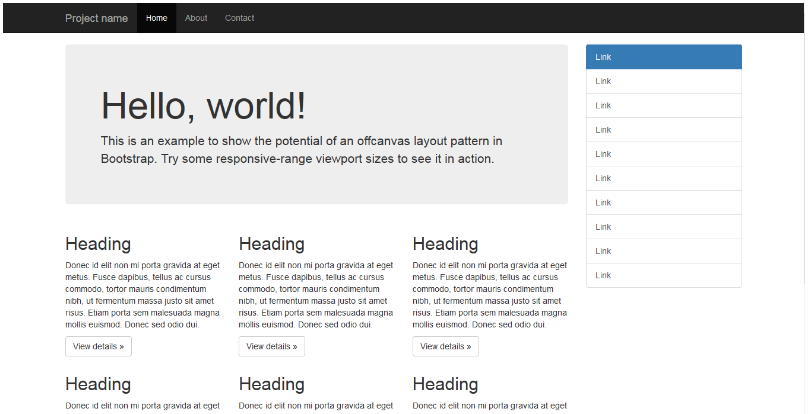 Project name Home About Contact
Hello, world!
This is an example to show the potential of an offcanvas layout pattern in
Bootstrap. Try some responsive-range viewport sizes to see it in action.
Link
Link
Link
Link
Link
Link
Link
Link
Link
Link
Heading
Donec id elit non mi porta gravida at eget
metus. Fusce dapibus, tellus ac cursus
commodo, tortor mauris condimentum
nibh, ut fermentum massa justo sit amet
risus. Etiam porta sem malesuada magna
mollis euismod. Donec sed odio dui.
View details »
Heading
Donec id elit non mi porta gravida at eget
metus. Fusce dapibus, tellus ac cursus
commodo, tortor mauris condimentum
nibh, ut fermentum massa justo sit amet
risus. Etiam porta sem malesuada magna
mollis euismod. Donec sed odio dui.
View details »
Heading
Donec id elit non mi porta gravida at eget
metus. Fusce dapibus, tellus ac cursus
commodo, tortor mauris condimentum
nibh, ut fermentum massa justo sit amet
risus. Etiam porta sem malesuada magna
mollis euismod. Donec sed odio dui.
View details »
Heading
Donec id elit non mi porta gravida at eget
Heading
Donec id elit non mi porta gravida at eget
Heading
Donec id elit non mi porta gravida at eget